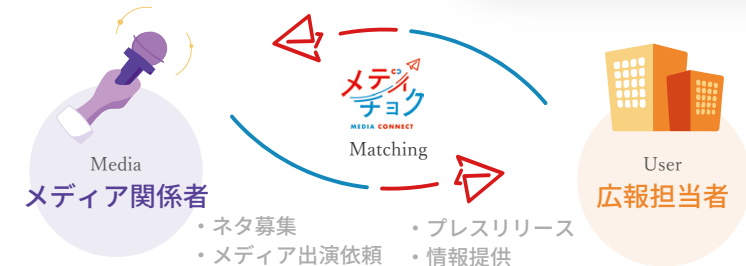 メディ
チョク
MEDIA CONNECT
Matching
Media
メディア関係者
User
広報担当者
・ネタ募集
・メディア出演依頼
・プレスリリース
・情報提供